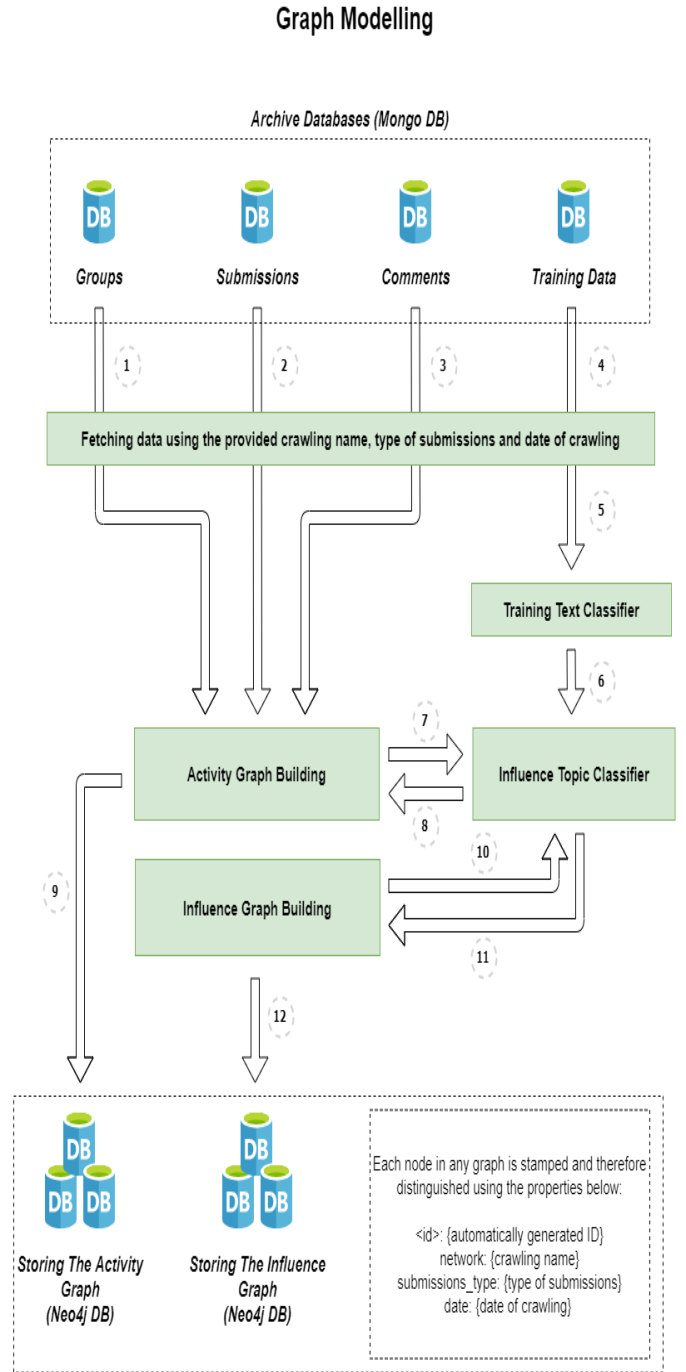 Graph Modelling
Archive Databases (Mongo DB)
DB
DB
DB
DB
Groups
Submissions
Comments
Training Data
1
2
3
4
Fetching data using the provided crawling name, type of submissions and date of crawling
5
Training Text Classifier
6
7
Activity Graph Building
Influence Topic Classifier
8
10
9
Influence Graph Building
11
12
DB
DB
DB
DB
DB
DB
Storing The Activity
Graph
(Neo4j DB)
Storing The Influence
Graph
(Neo4j DB)
Each node in any graph is stamped and therefore
distinguished using the properties below:
<id>: {automatically generated ID}
network: {crawling name}
submissions_type: {type of submissions}
date: {date of crawling}